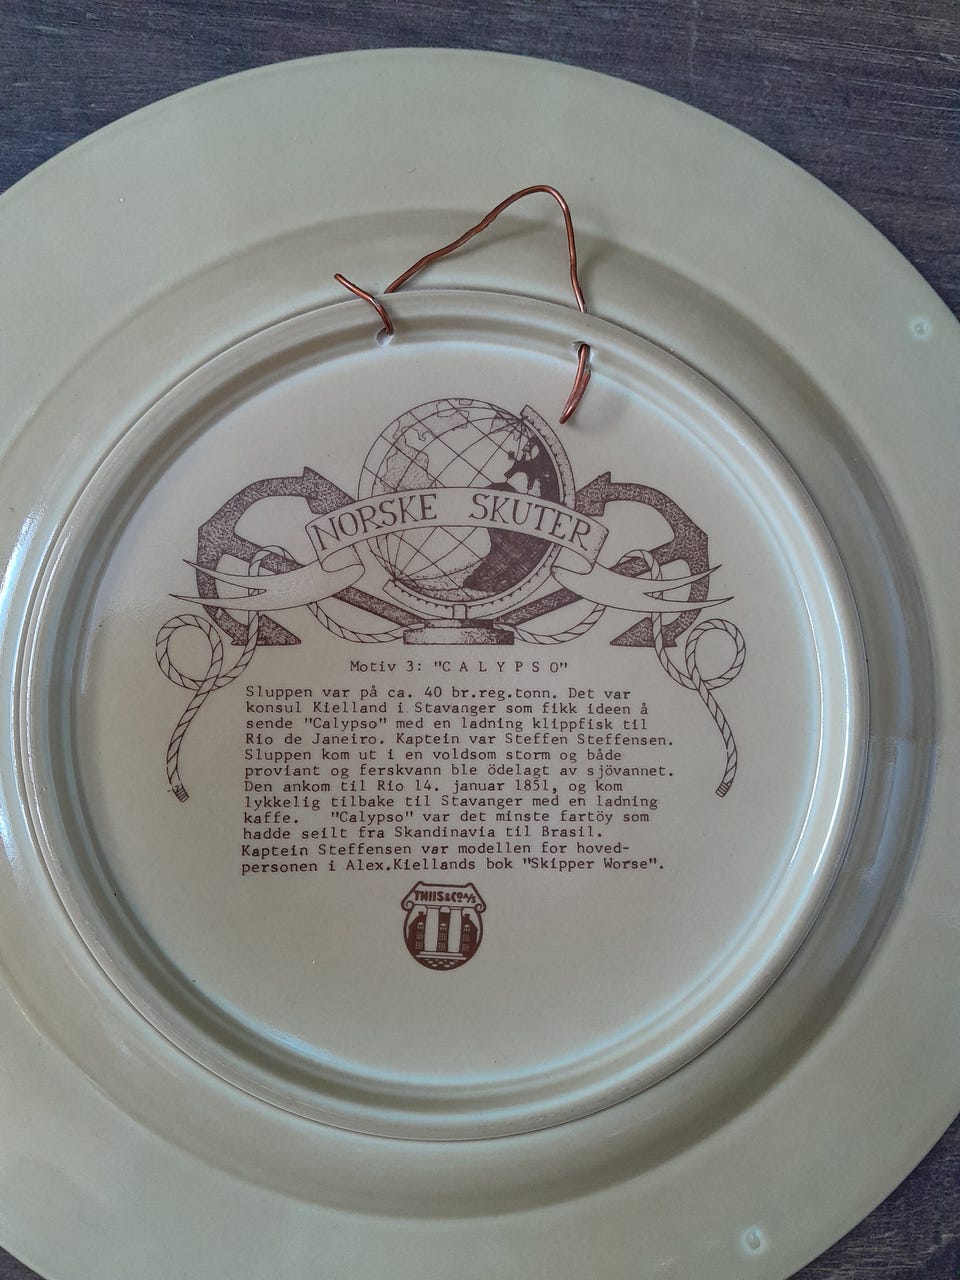 NORSKE SKUTER
Motiv 3: "C A L Y P S O"
Sluppen var på ca. 40 br.reg.tonn. Det var
konsul Kielland i Stavanger som fikk ideen å
sende "Calypso" med en ladning klippfisk til
Rio de Janeiro. Kaptein var Steffen Steffensen.
Sluppen kom ut i en voldsom storm og både
proviant og ferskvann ble ödelagt av sjövannet.
Den ankom til Rio 14. januar 1851, og kom
lykkelig tilbake til Stavanger med en ladning
kaffe. "Calypso" var det minste fartöy som
hadde seilt fra Skandinavia til Brasil.
Kaptein Steffensen var modellen for hoved-
personen i Alex.Kiellands bok "Skipper Worse".
THIIS & CO A/S